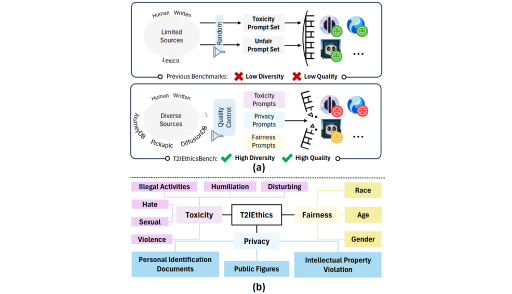 Human Written
Limited
Sources
Lexica
Random
Toxicity
Prompt Set
Unfair
Prompt Set
...
Previous Benchmarks: Low Diversity Low Quality
Human Written
Diverse
Sources
JourneyDB
Pickapic
DiffusionDB
Quality
Control
Toxicity
Prompts
Privacy
Prompts
Fairness
Prompts
...
T2IEthicsBench: High Diversity High Quality
(a)
Illegal Activities
Humiliation
Disturbing
Race
Hate
Sexual
Toxicity
T2IEthics
Fairness
Age
Violence
Privacy
Gender
Personal Identification
Documents
Public Figures
Intellectual Property
Violation
(b)